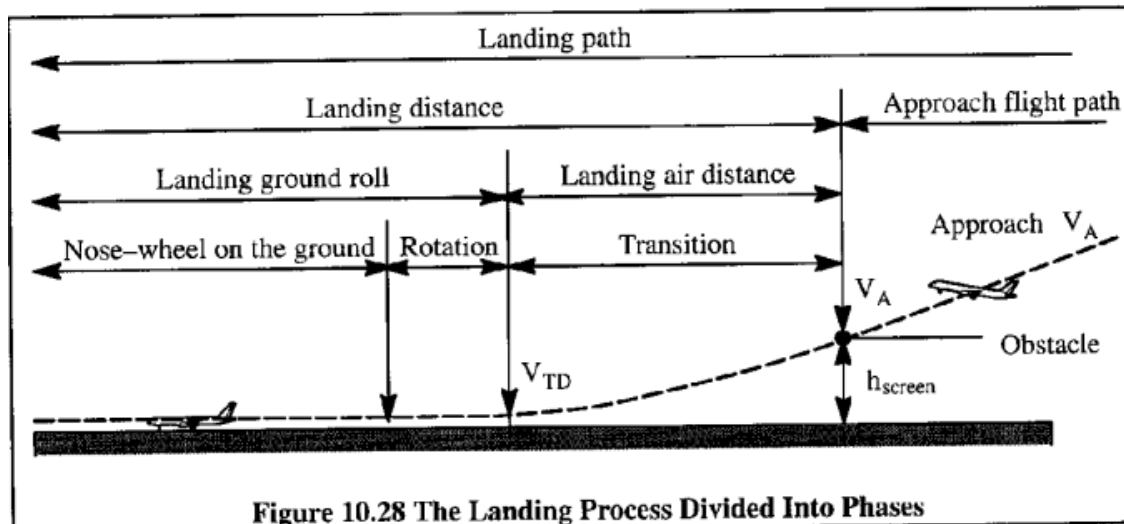 Landing path
Landing distance
Approach flight path
Landing ground roll
Landing air distance
Nose–wheel on the ground
Rotation
Transition
Approach V_A
V_A
Obstacle
V_TD
h_screen
Figure 10.28 The Landing Process Divided Into Phases